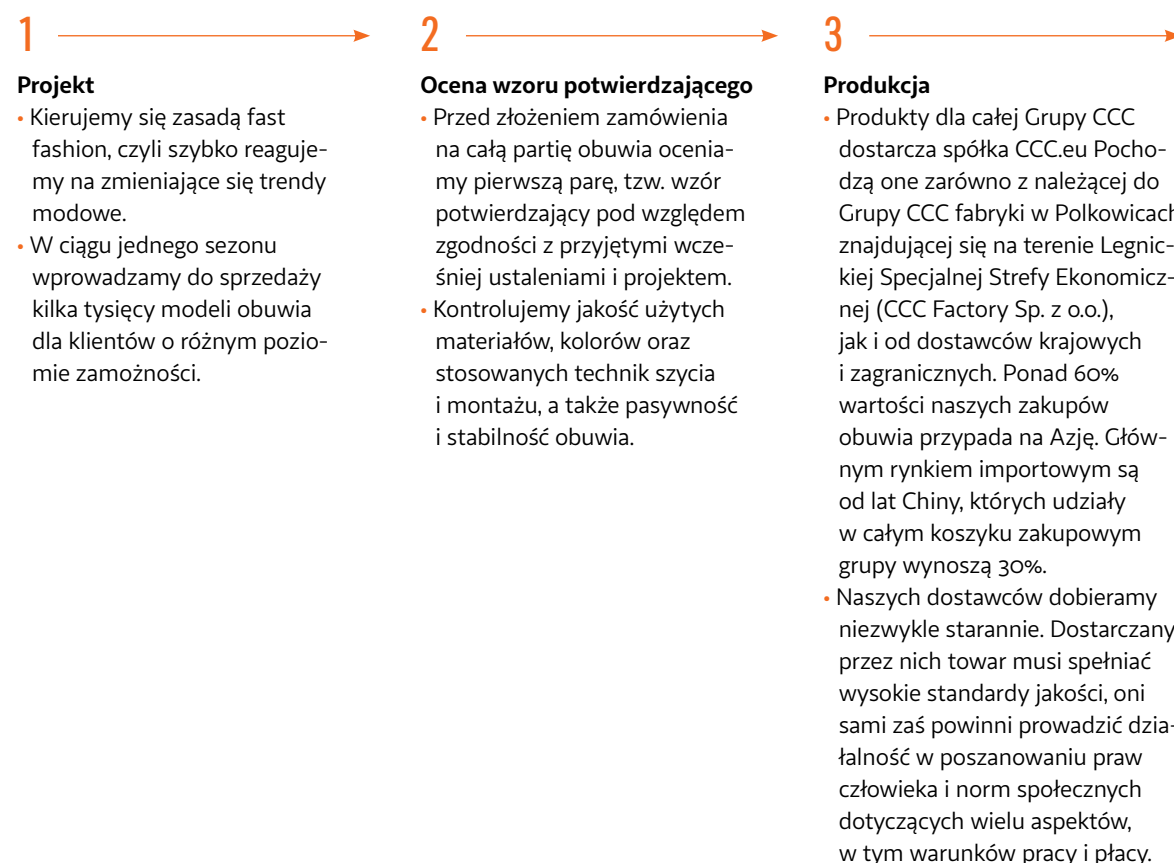 1
Projekt
• Kierujemy się zasadą fast
fashion, czyli szybko reaguje-
my na zmieniające się trendy
modowe.
• W ciągu jednego sezonu
wprowadzamy do sprzedaży
kilka tysięcy modeli obuwia
dla klientów o różnym pozio-
mie zamożności.
2
Ocena wzoru potwierdzającego
• Przed złożeniem zamówienia
na całą partię obuwia ocenia-
my pierwszą parę, tzw. wzór
potwierdzający pod względem
zgodności z przyjętymi wcze-
śniej ustaleniami i projektem.
• Kontrolujemy jakość użytych
materiałów, kolorów oraz
stosowanych technik szycia
i montażu, a także pasywność
i stabilność obuwia.
3
Produkcja
• Produkty dla całej Grupy CCC
dostarcza spółka CCC.eu Pocho-
dzą one zarówno z należącej do
Grupy CCC fabryki w Polkowicach
znajdującej się na terenie Legnic-
kiej Specjalnej Strefy Ekonomicz-
nej (CCC Factory Sp. z o.o.),
jak i od dostawców krajowych
i zagranicznych. Ponad 60%
wartości naszych zakupów
obuwia przypada na Azję. Głów-
nym rynkiem importowym są
od lat Chiny, których udziały
w całym koszyku zakupowym
grupy wynoszą 30%.
• Naszych dostawców dobieramy
niezwykle starannie. Dostarczany
przez nich towar musi spełniać
wysokie standardy jakości, oni
sami zaś powinni prowadzić dzia-
łalność w poszanowaniu praw
człowieka i norm społecznych
dotyczących wielu aspektów,
w tym warunków pracy i płacy.